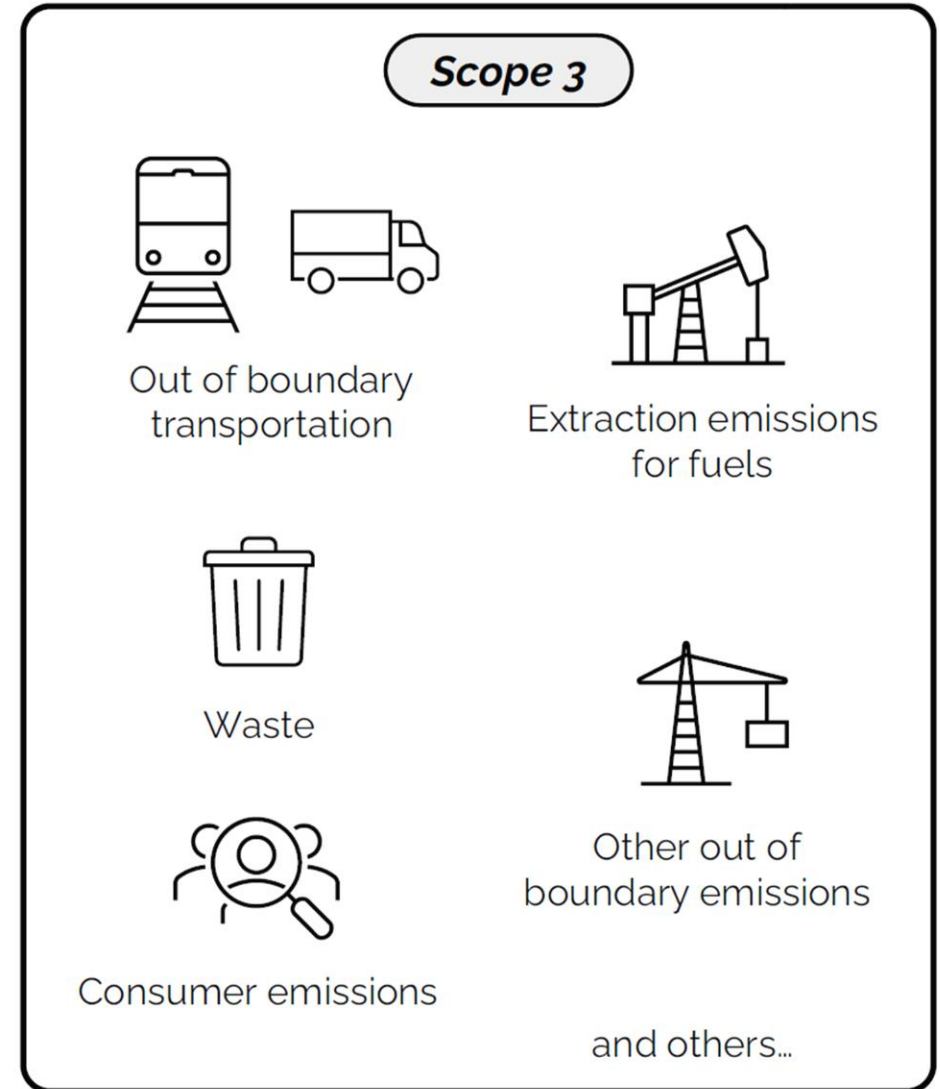 Scope 3
Out of boundary
transportation
Extraction emissions
for fuels
Waste
Other out of
boundary emissions
Consumer emissions
and others...